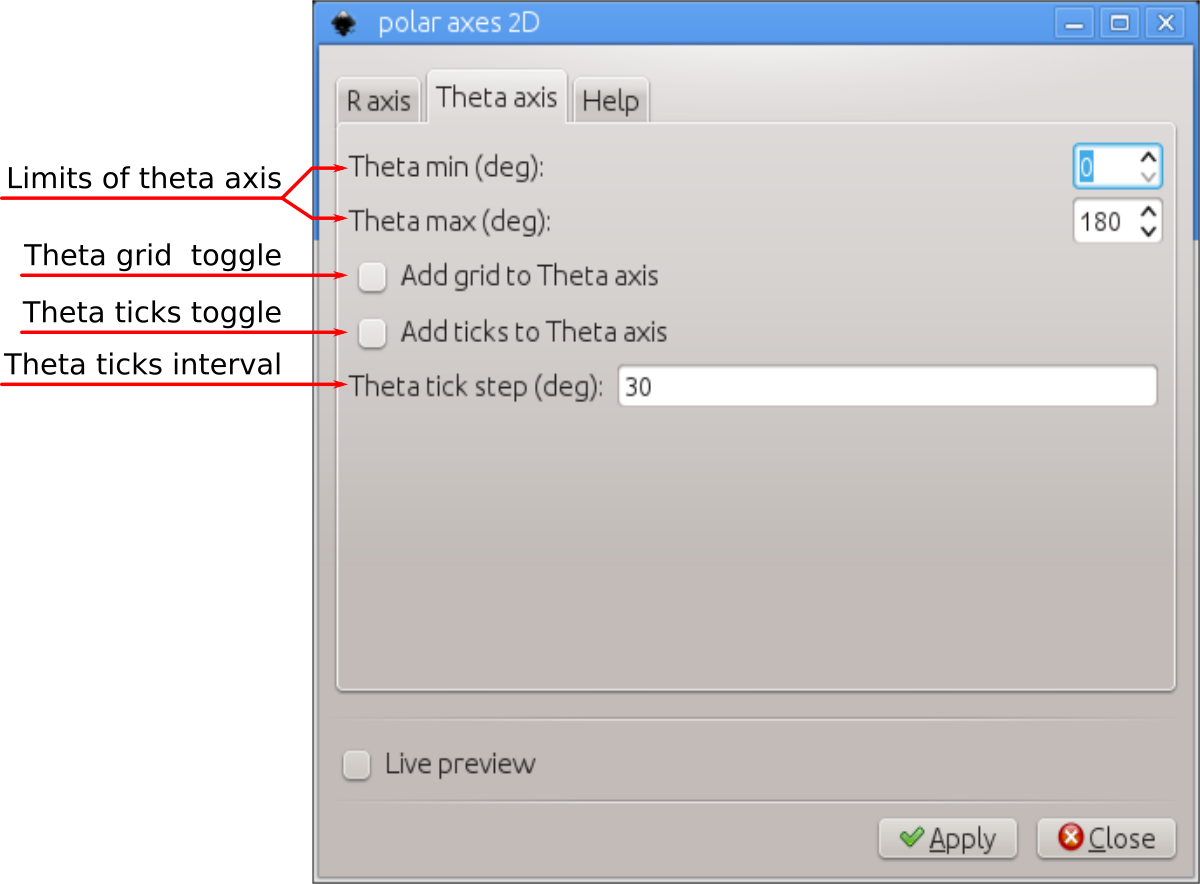 polar axes 2D
R axis Theta axis Help
Limits of theta axis
Theta min (deg): 0
Theta max (deg): 180
Theta grid toggle
Add grid to Theta axis
Theta ticks toggle
Add ticks to Theta axis
Theta ticks interval
Theta tick step (deg): 30
Live preview
Apply Close